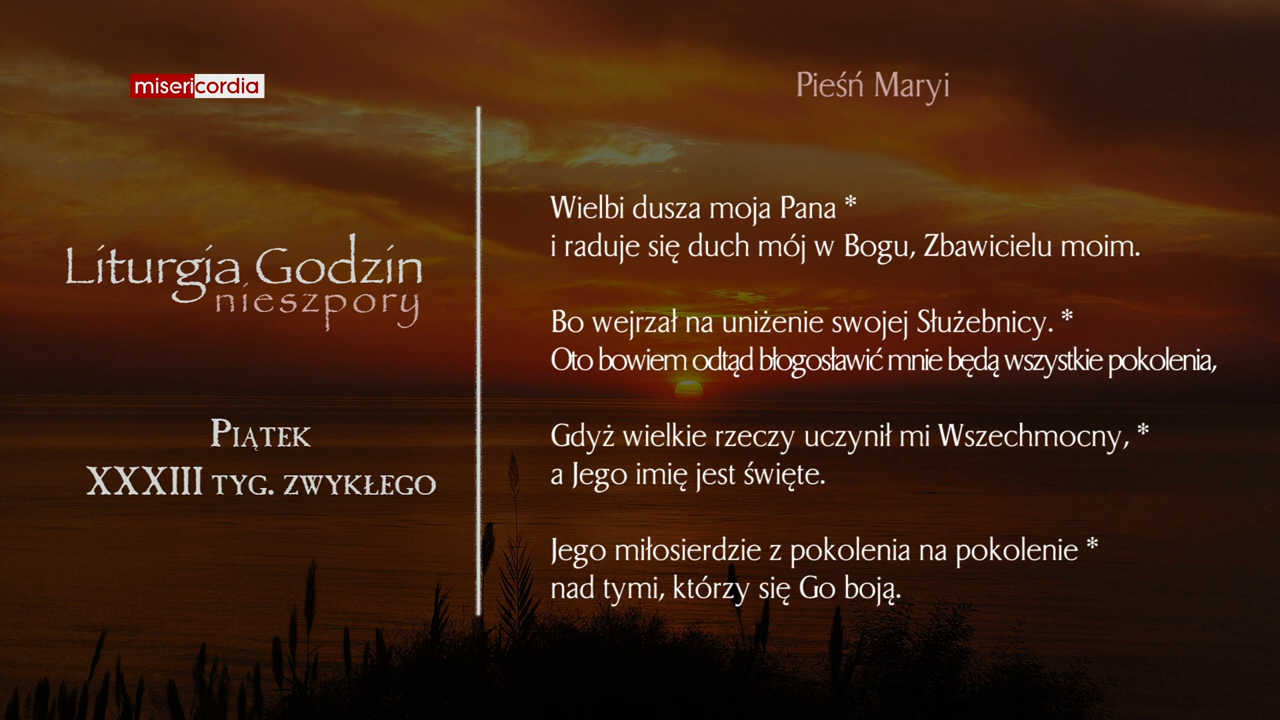 misericordia
Liturgia Godzin
nieszpory
Piątek
XXXIII tyg. zwykłego
Pieśń Maryi
Wielbi dusza moja Pana *
i raduje się duch mój w Bogu, Zbawicielu moim.
Bo wejrzał na uniżenie swojej Służebnicy. *
Oto bowiem odtąd błogosławić mnie będą wszystkie pokolenia,
Gdyż wielkie rzeczy uczynił mi Wszechmocny, *
a Jego imię jest święte.
Jego miłosierdzie z pokolenia na pokolenie *
nad tymi, którzy się Go boją.